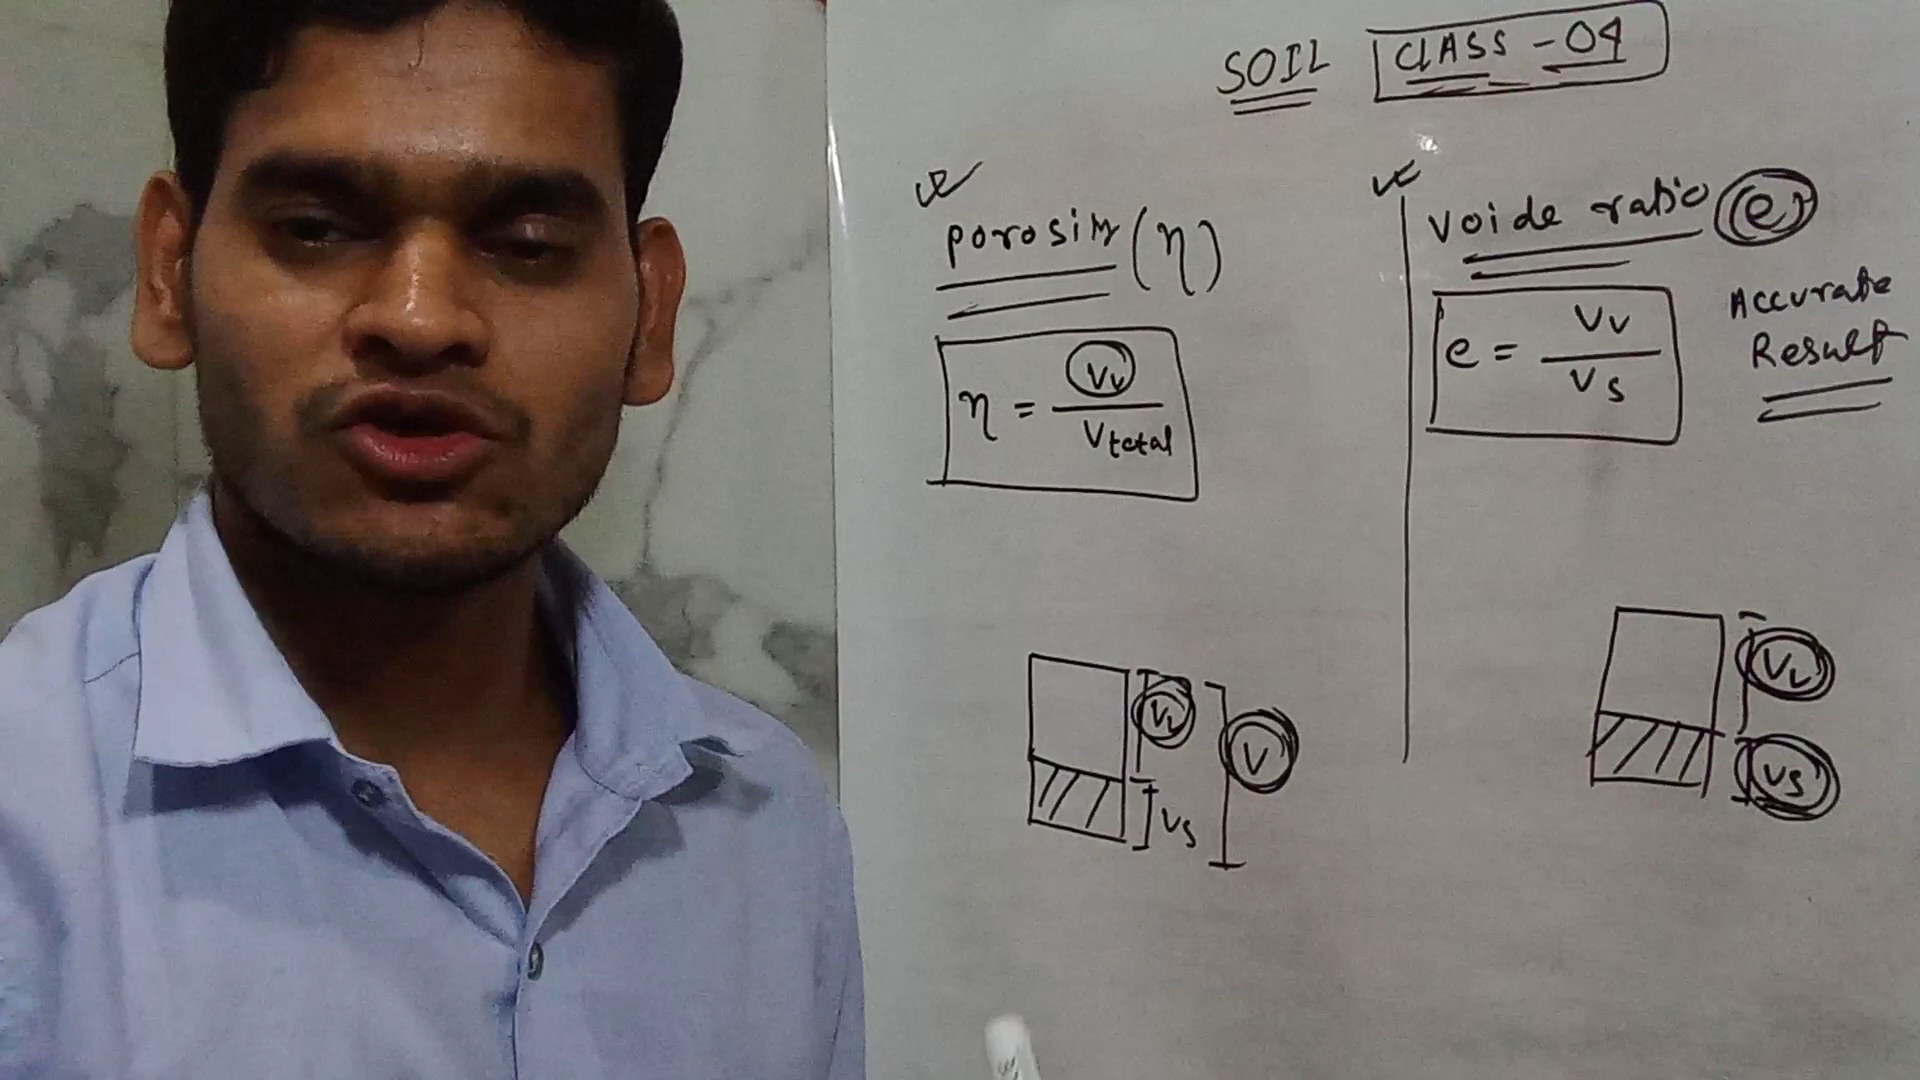 SOIL CLASS - 04
porosity (η)
η = Vv / Vtotal
Vv
V
Vs
Voide ratio (e)
e = Vv / Vs
Accurate
Result
Vv
Vs